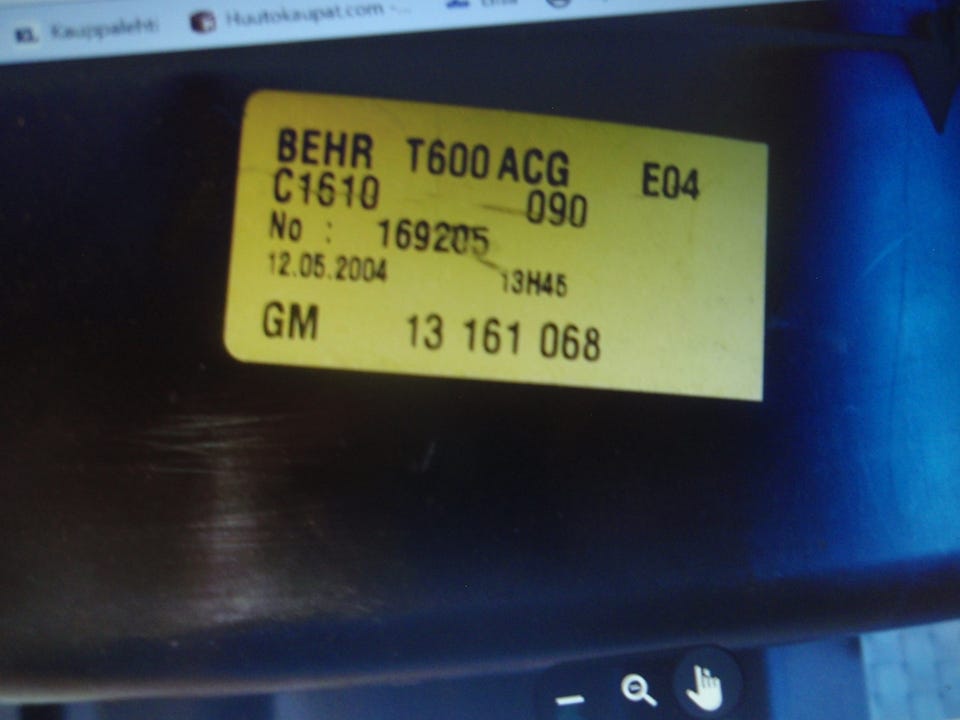 Kauppalehti Huutokaupat.com -...
BEHR T600 ACG E04
C1610 090
No : 169205
12.05.2004 13H45
GM 13 161 068